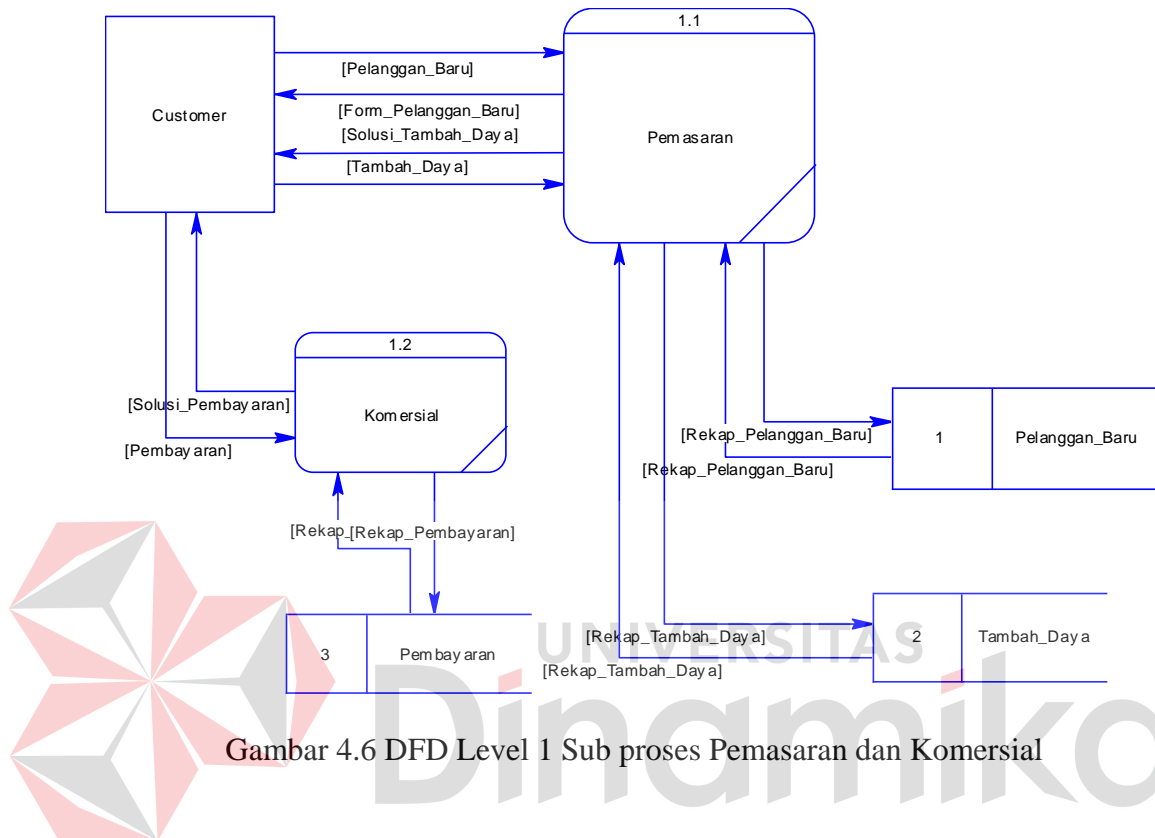 1.1
[Pelanggan_Baru]
Customer
[Form_Pelanggan_Baru]
[Solusi_Tambah_Daya]
Pemasaran
[Tambah_Daya]
1.2
[Solusi_Pembayaran]
Komersial
[Pembayaran]
[Rekap_Pelanggan_Baru]
1
Pelanggan_Baru
[Rekap_Pelanggan_Baru]
[Rekap_
[Rekap_Pembayaran]
[Rekap_Tambah_Daya]
2
Tambah_Daya
[Rekap_Tambah_Daya]
3
Pembayaran
UNIVERSITAS
Dinamika
Gambar 4.6 DFD Level 1 Sub proses Pemasaran dan Komersial